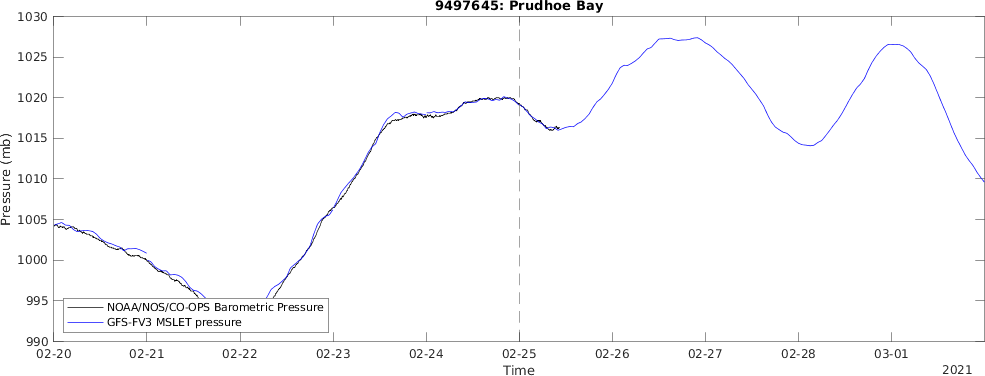 9497645: Prudhoe Bay
1030
1025
1020
1015
1010
1005
1000
995
990
Pressure (mb)
NOAA/NOS/CO-OPS Barometric Pressure
GFS-FV3 MSLET pressure
02-20 02-21 02-22 02-23 02-24 02-25 02-26 02-27 02-28 03-01
Time
2021